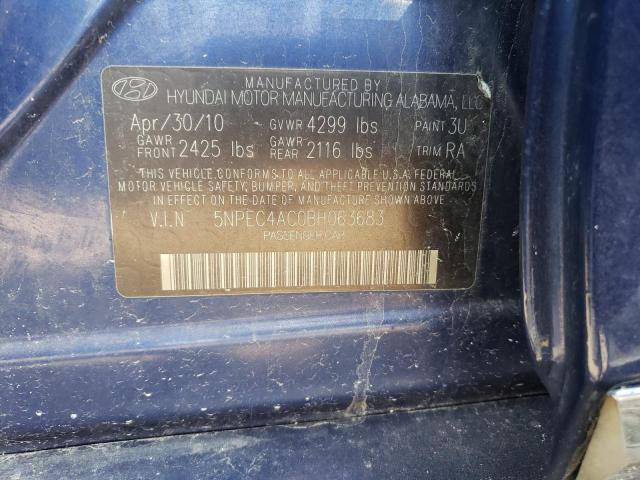 MANUFACTURED BY
HYUNDAI MOTOR MANUFACTURING ALABAMA, LLC
Apr/30/10 GVWR 4299 lbs PAINT 3U
GAWR FRONT 2425 lbs GAWR REAR 2116 lbs TRIM RA
THIS VEHICLE CONFORMS TO ALL APPLICABLE U.S.A. FEDERAL
MOTOR VEHICLE SAFETY, BUMPER, AND THEFT PREVENTION STANDARDS
IN EFFECT ON THE DATE OF MANUFACTURE SHOWN ABOVE
V.I.N 5NPEC4AC0BH063683
PASSENGER CAR